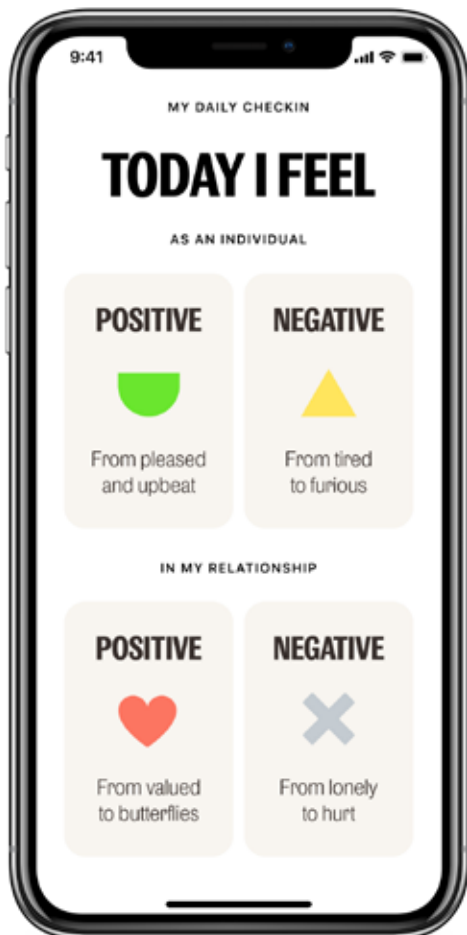 9:41
MY DAILY CHECKIN
TODAY I FEEL
AS AN INDIVIDUAL
POSITIVE
From pleased
and upbeat
NEGATIVE
From tired
to furious
IN MY RELATIONSHIP
POSITIVE
From valued
to butterflies
NEGATIVE
From lonely
to hurt